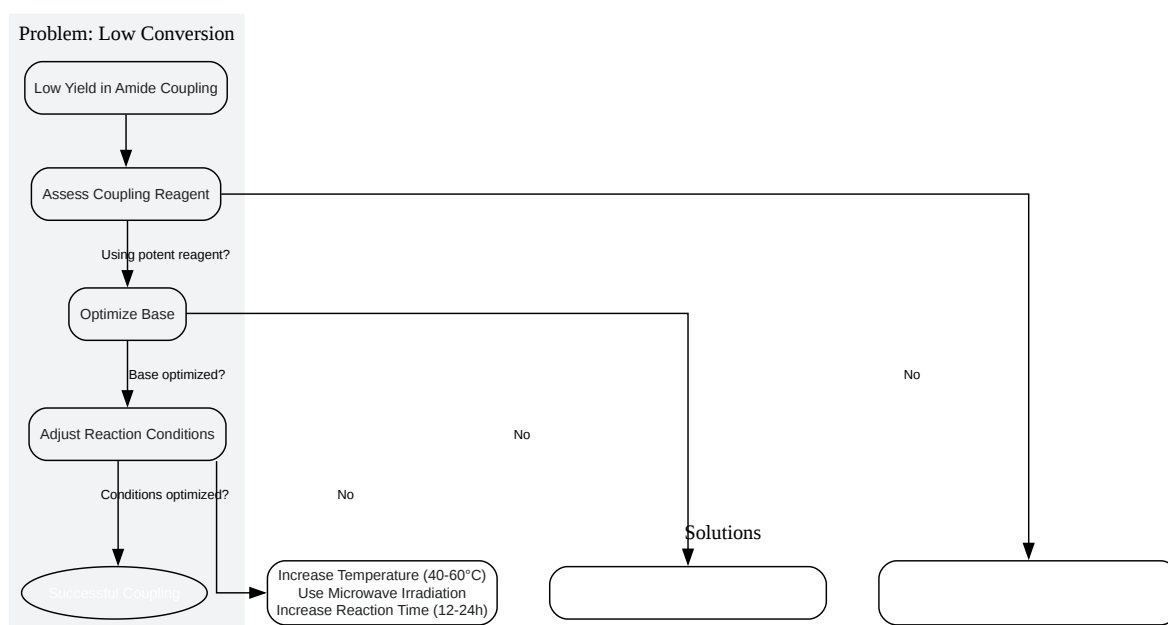 Problem: Low Conversion
Low Yield in Amide Coupling
Assess Coupling Reagent
Using potent reagent?
Optimize Base
Base optimized?
No
Adjust Reaction Conditions
No
Conditions optimized?
No
Solutions
Successful Coupling
Increase Temperature (40-60°C)
Use Microwave Irradiation
Increase Reaction Time (12-24h)